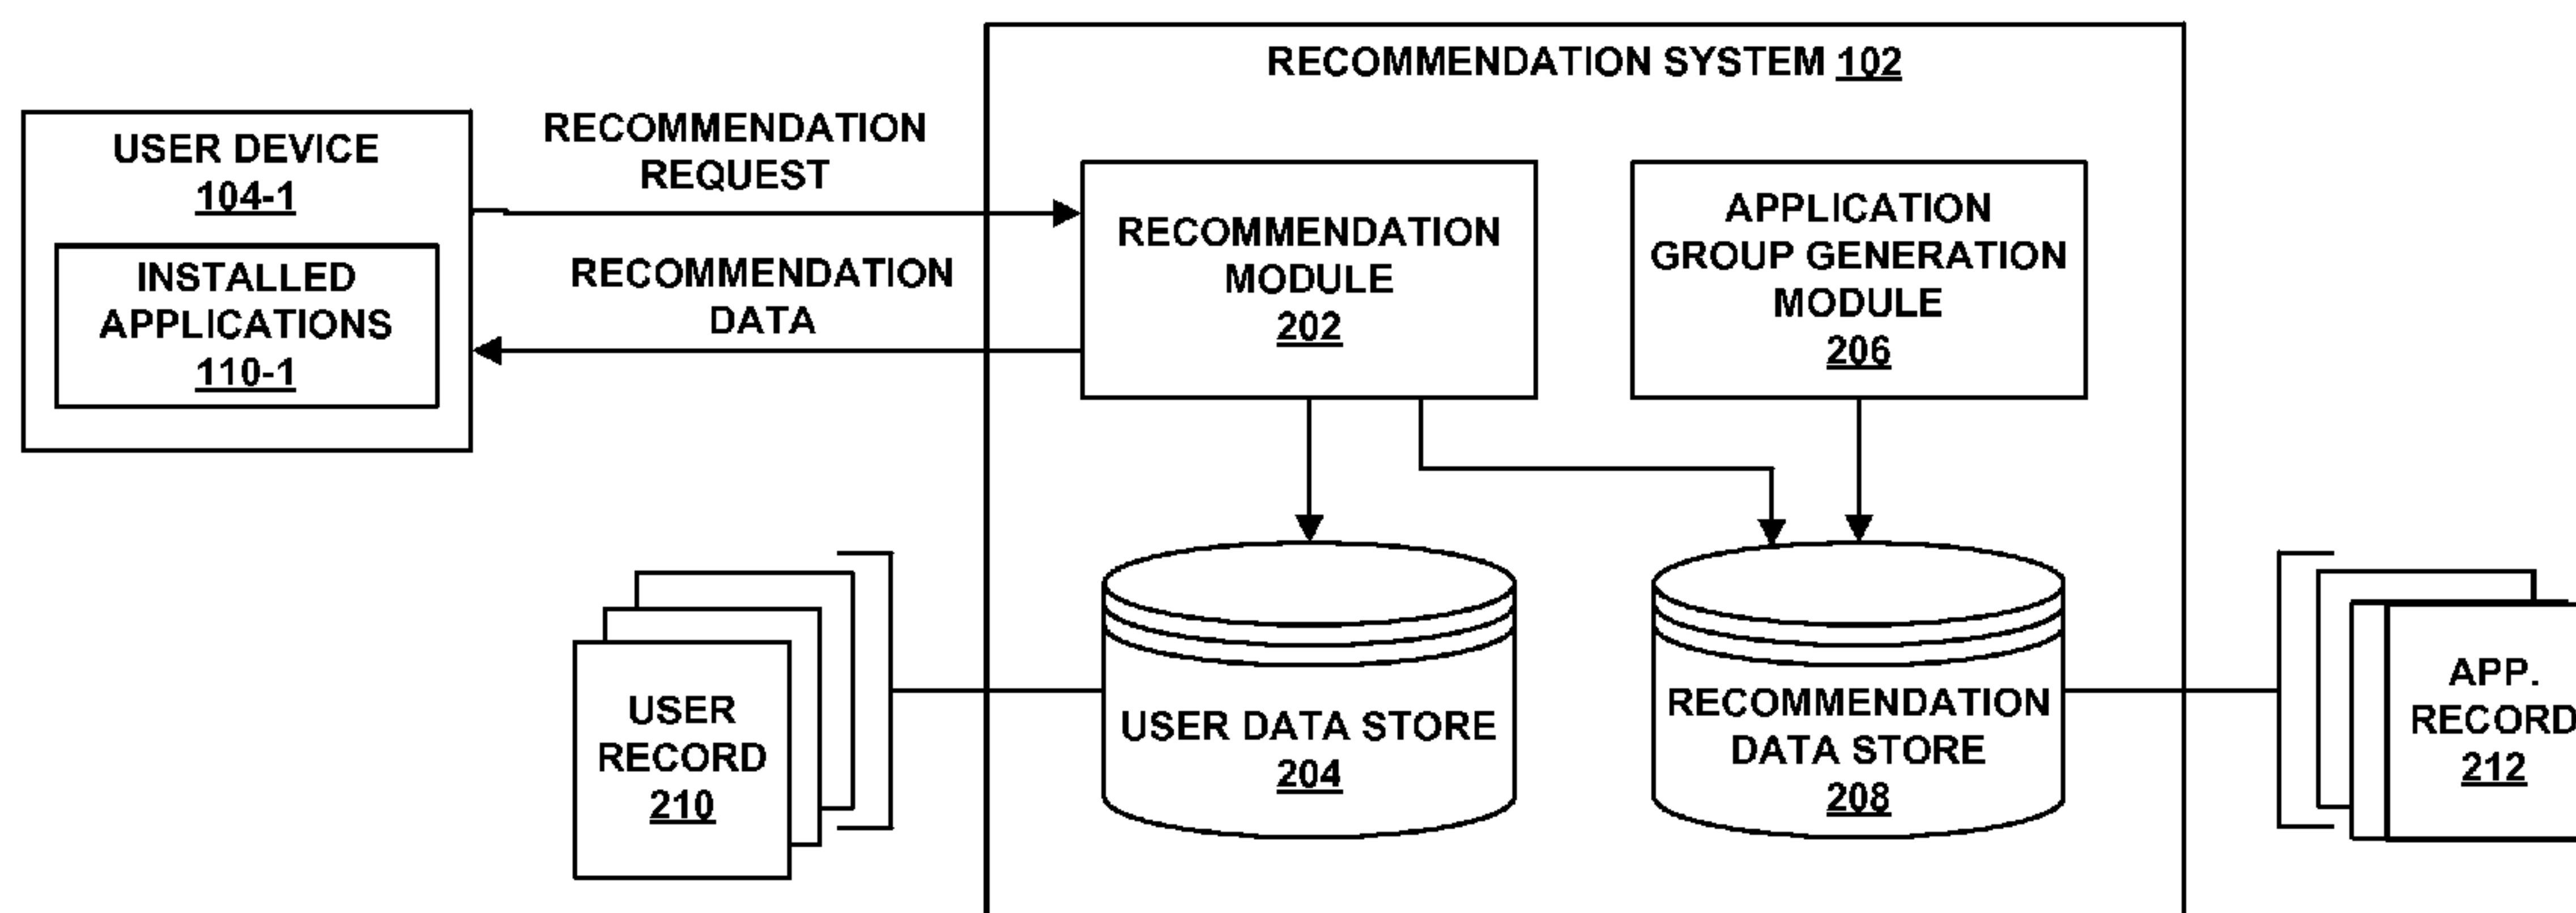 RECOMMENDATION SYSTEM 102
USER DEVICE
104-1
INSTALLED
APPLICATIONS
110-1
RECOMMENDATION
REQUEST
RECOMMENDATION
DATA
RECOMMENDATION
MODULE
202
APPLICATION
GROUP GENERATION
MODULE
206
USER
RECORD
210
USER DATA STORE
204
RECOMMENDATION
DATA STORE
208
APP.
RECORD
212